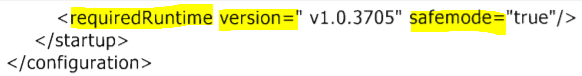 <requiredRuntime version=" v1.0.3705" safemode="true"/>
</startup>
</configuration>